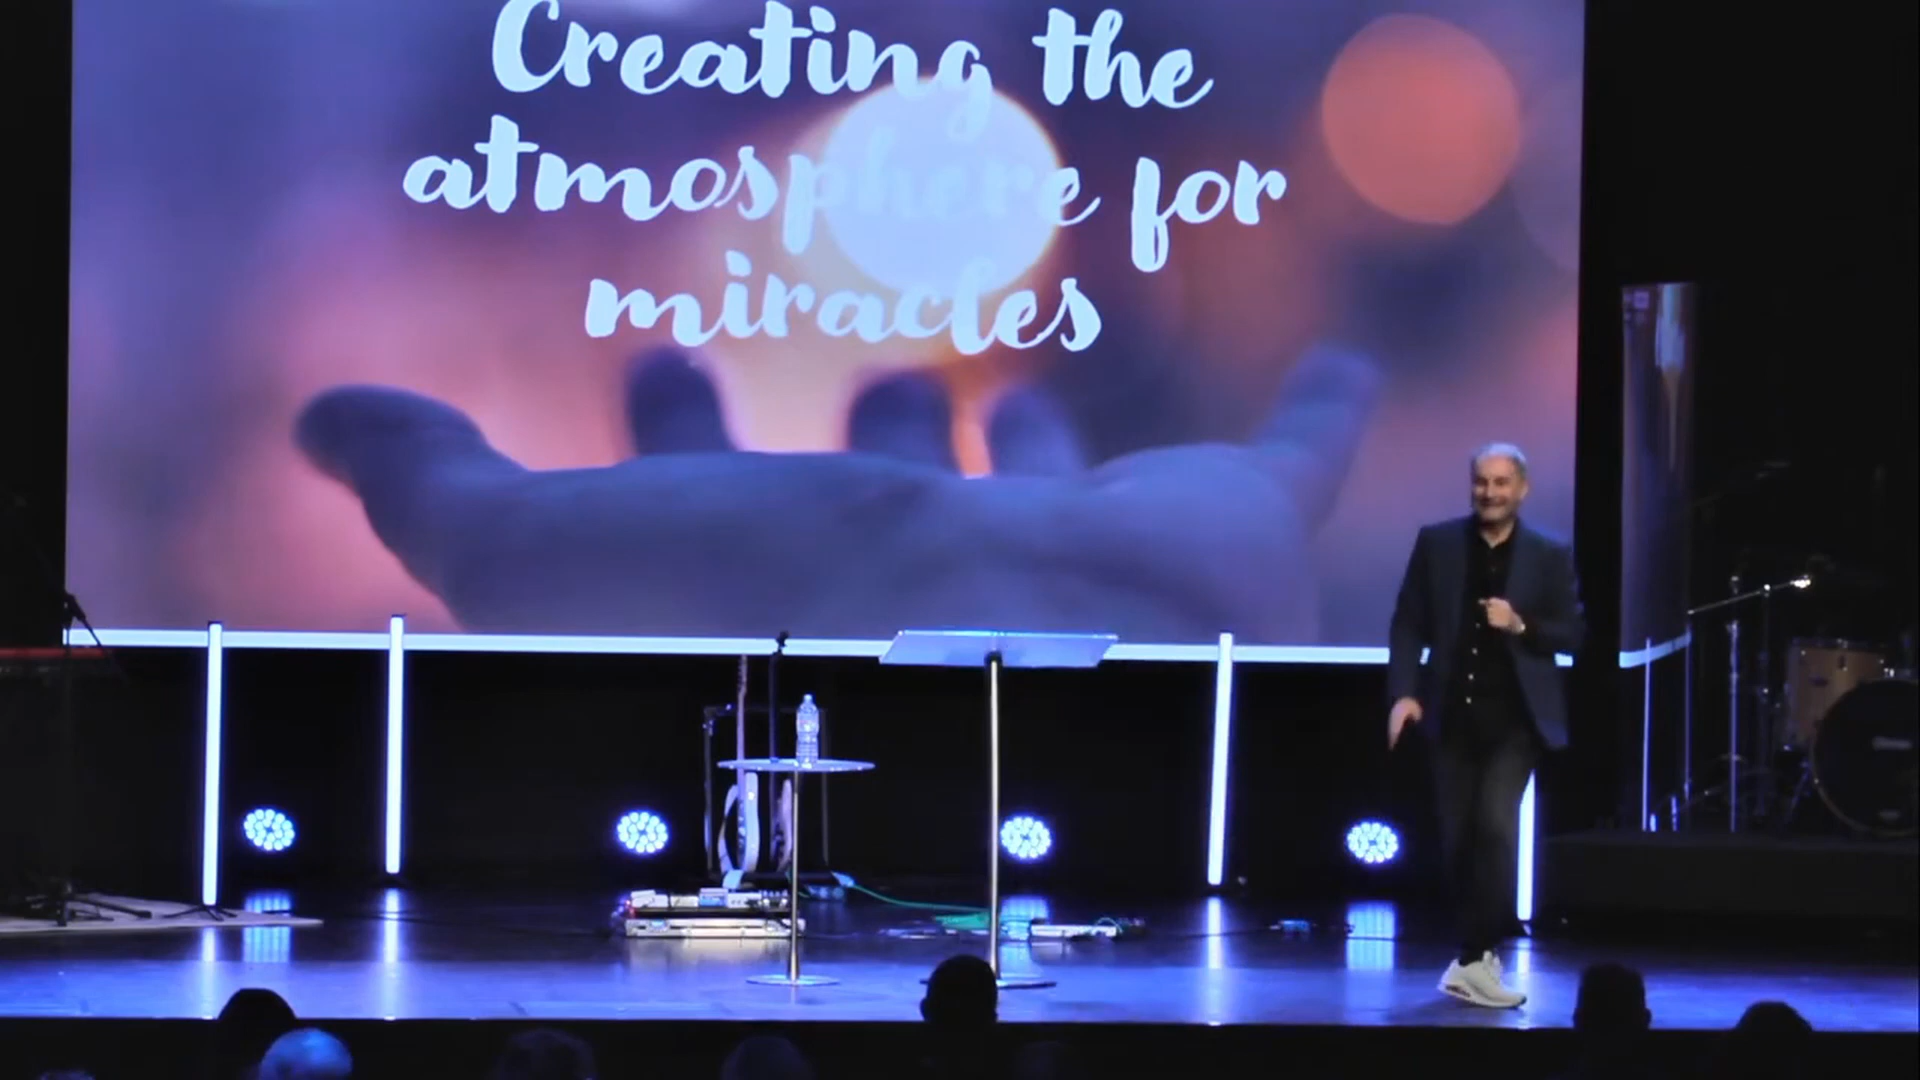 Creating the
atmosphere for
miracles